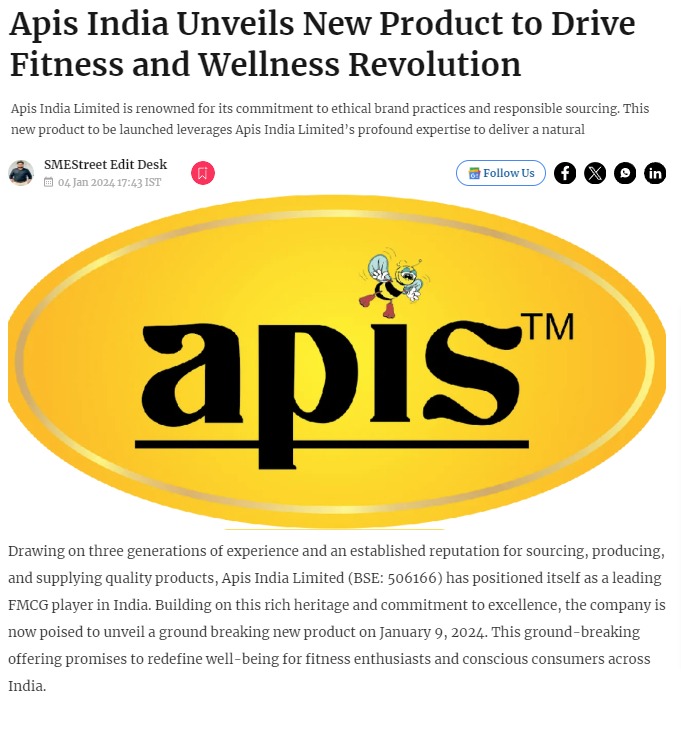 Apis India Unveils New Product to Drive
Fitness and Wellness Revolution
Apis India Limited is renowned for its commitment to ethical brand practices and responsible sourcing. This
new product to be launched leverages Apis India Limited’s profound expertise to deliver a natural
SMEStreet Edit Desk
04 Jan 2024 17:43 IST
Follow Us
apis TM
Drawing on three generations of experience and an established reputation for sourcing, producing,
and supplying quality products, Apis India Limited (BSE: 506166) has positioned itself as a leading
FMCG player in India. Building on this rich heritage and commitment to excellence, the company is
now poised to unveil a ground breaking new product on January 9, 2024. This ground-breaking
offering promises to redefine well-being for fitness enthusiasts and conscious consumers across
India.